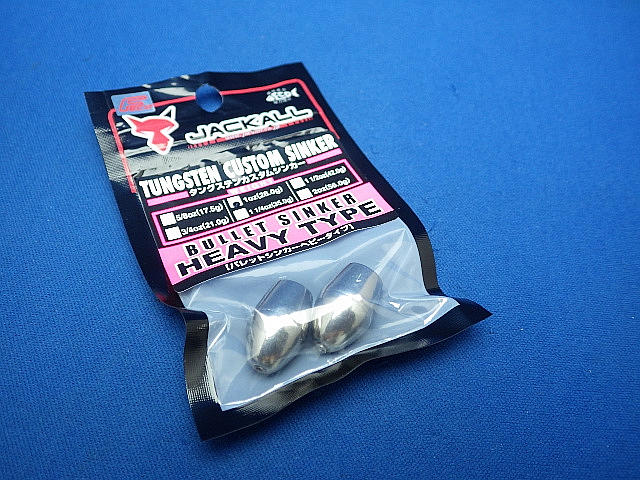 JACKALL
TUNGSTEN CUSTOM SINKER
タングステンカスタムシンカー
5/8oz(17.5g) 1oz(28.0g) 1 1/2oz(42.0g)
3/4oz(21.0g) 1 1/4oz(35.0g) 2oz(56.0g)
BULLET SINKER
HEAVY TYPE
[バレットシンカーヘビータイプ]